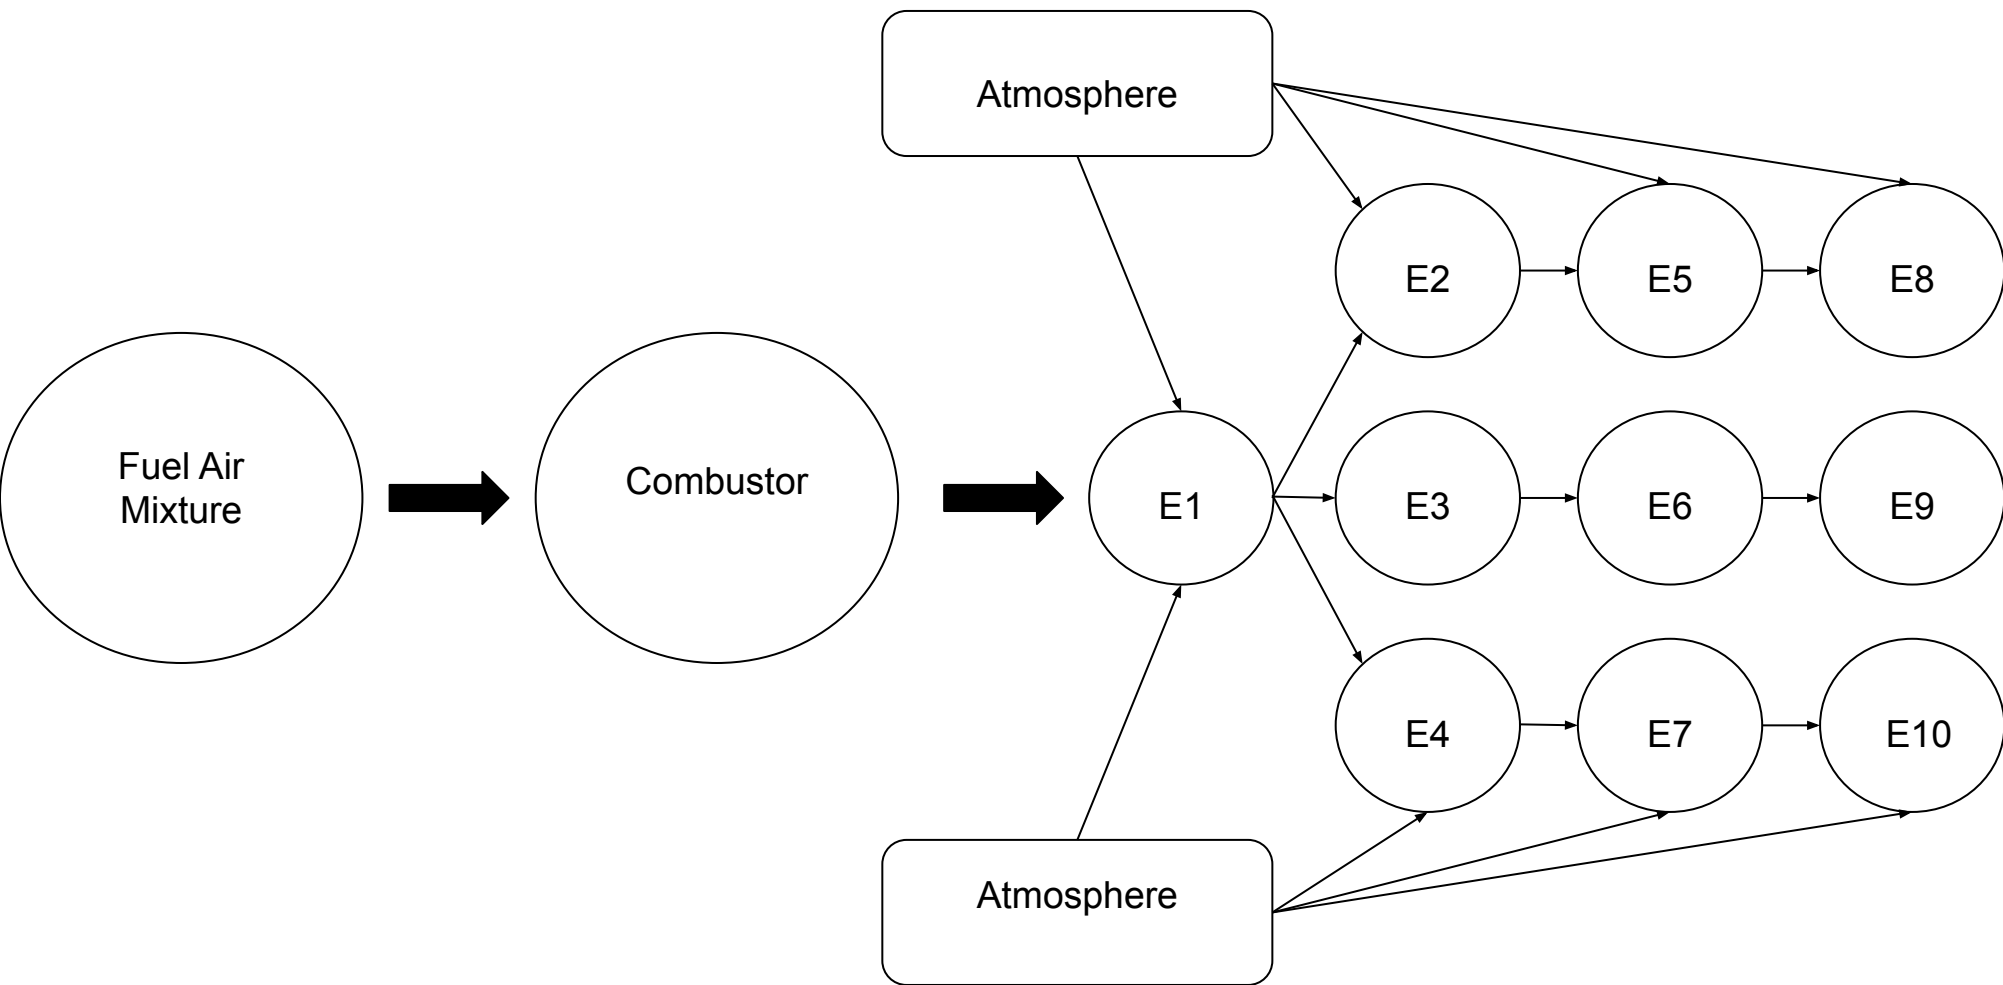 Atmosphere
E2
E5
E8
Fuel Air
Mixture
Combustor
E1
E3
E6
E9
E4
E7
E10
Atmosphere